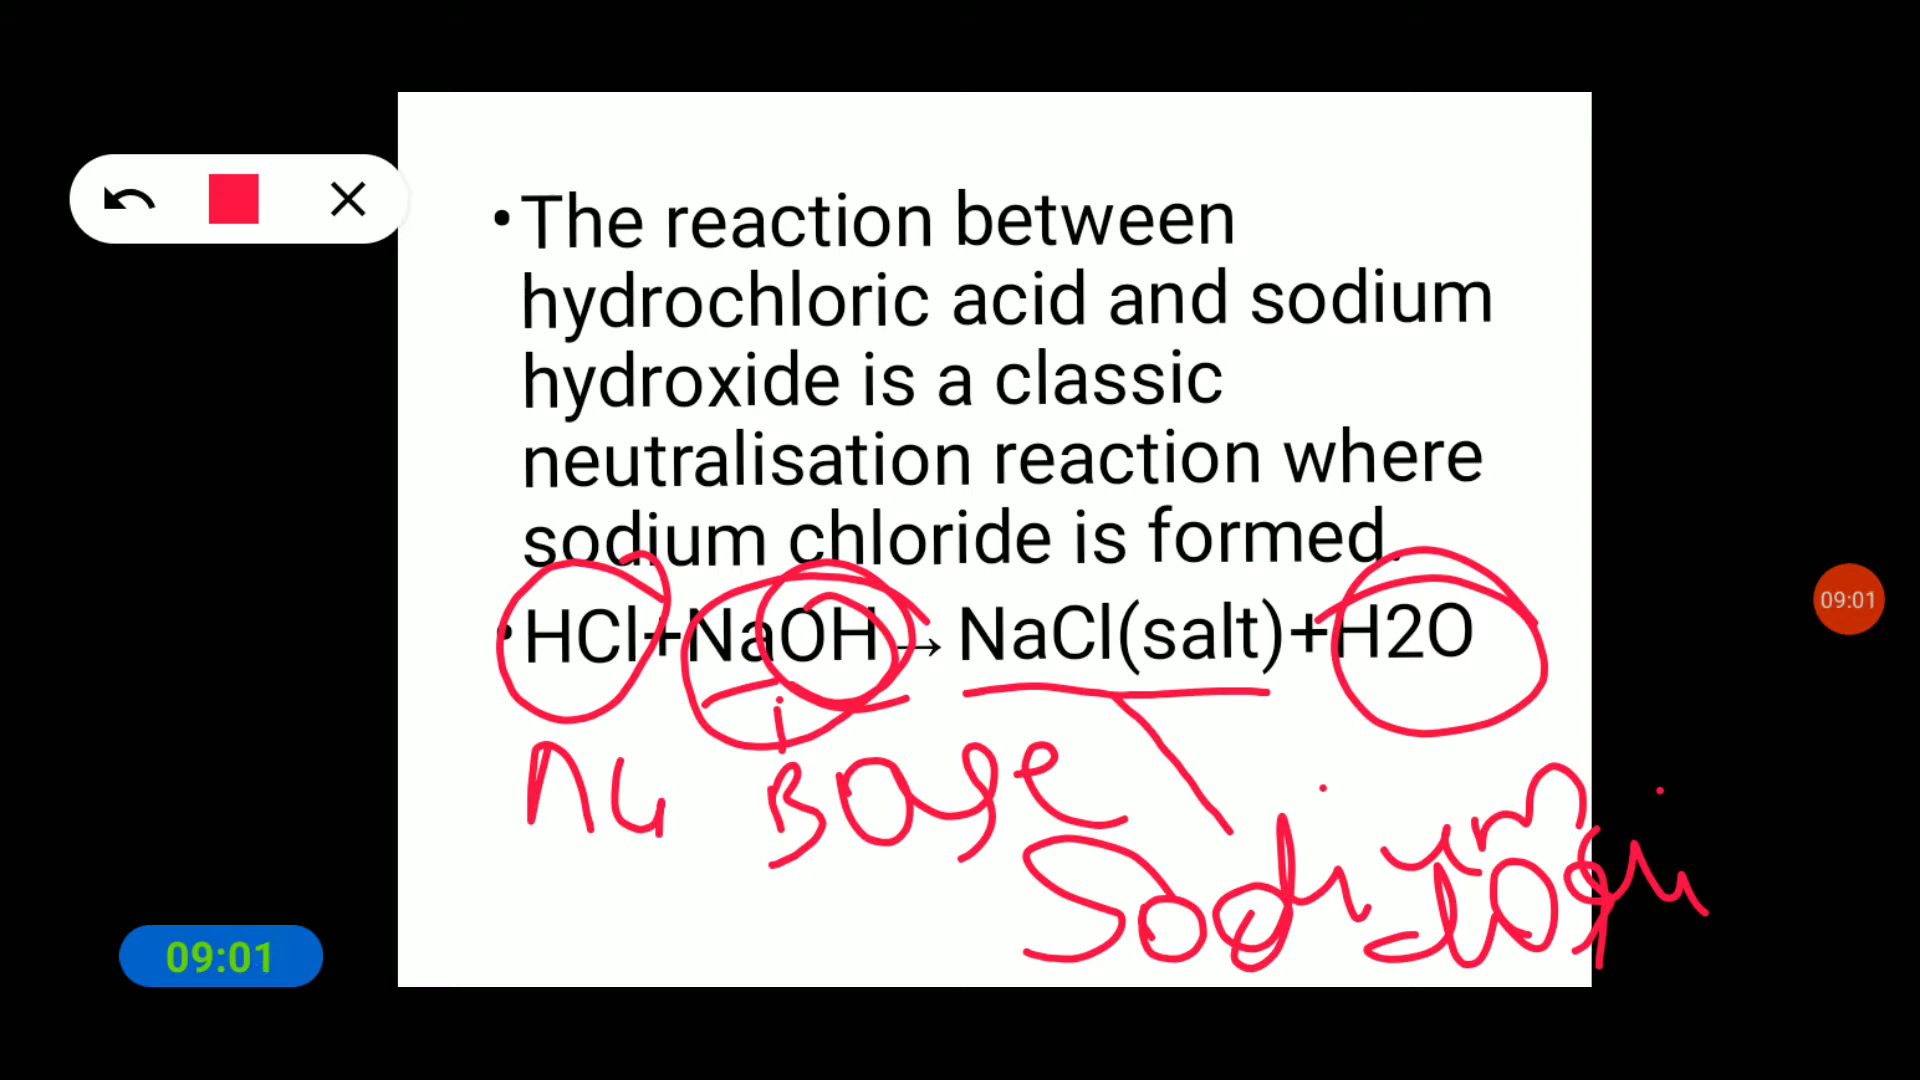 •The reaction between
hydrochloric acid and sodium
hydroxide is a classic
neutralisation reaction where
sodium chloride is formed.
•HCl+NaOH→NaCl(salt)+H2O
Base
Sodium
09:01
09:01